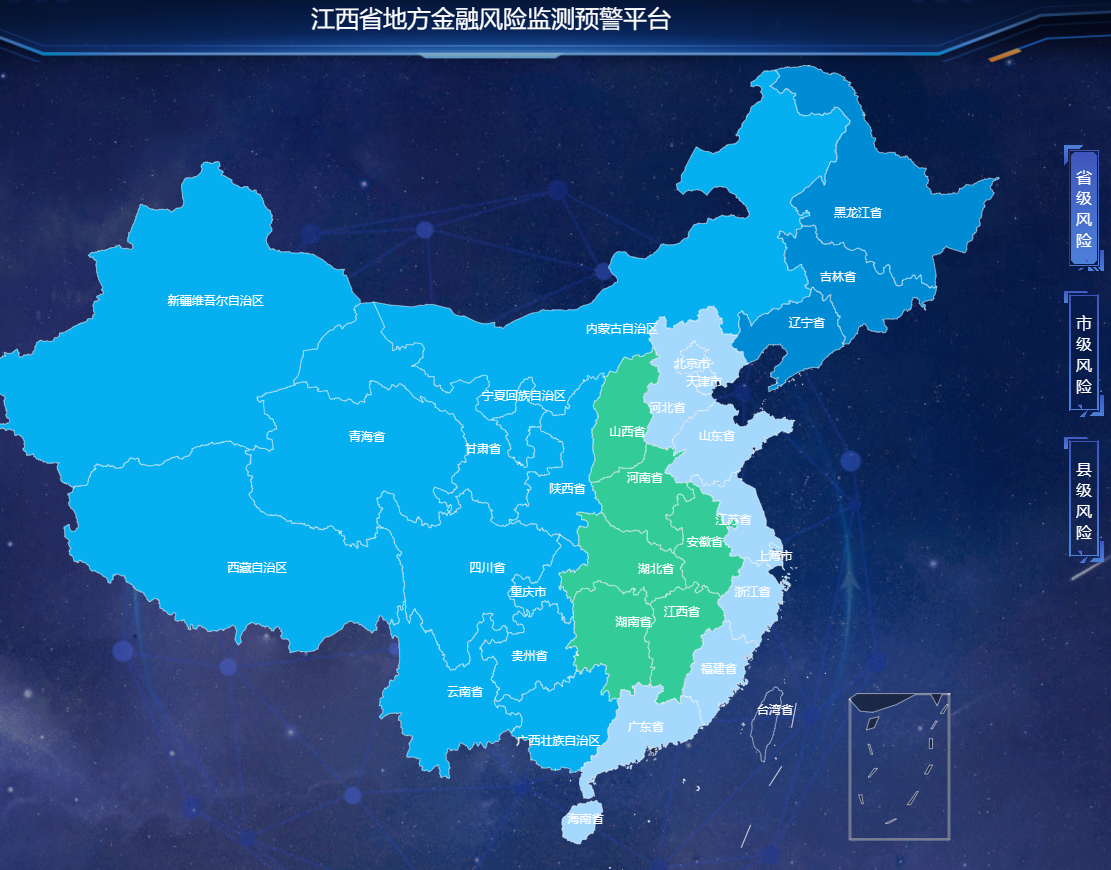 江西省地方金融风险监测预警平台
省级风险
黑龙江省
吉林省
新疆维吾尔自治区
辽宁省
市级风险
内蒙古自治区
北京市
天津市
宁夏回族自治区
河北省
山西省
青海省
山东省
甘肃省
河南省
陕西省
县级风险
江苏省
安徽省
上海市
西藏自治区
四川省
湖北省
重庆市
浙江省
江西省
湖南省
贵州省
福建省
云南省
台湾省
广东省
广西壮族自治区
海南省